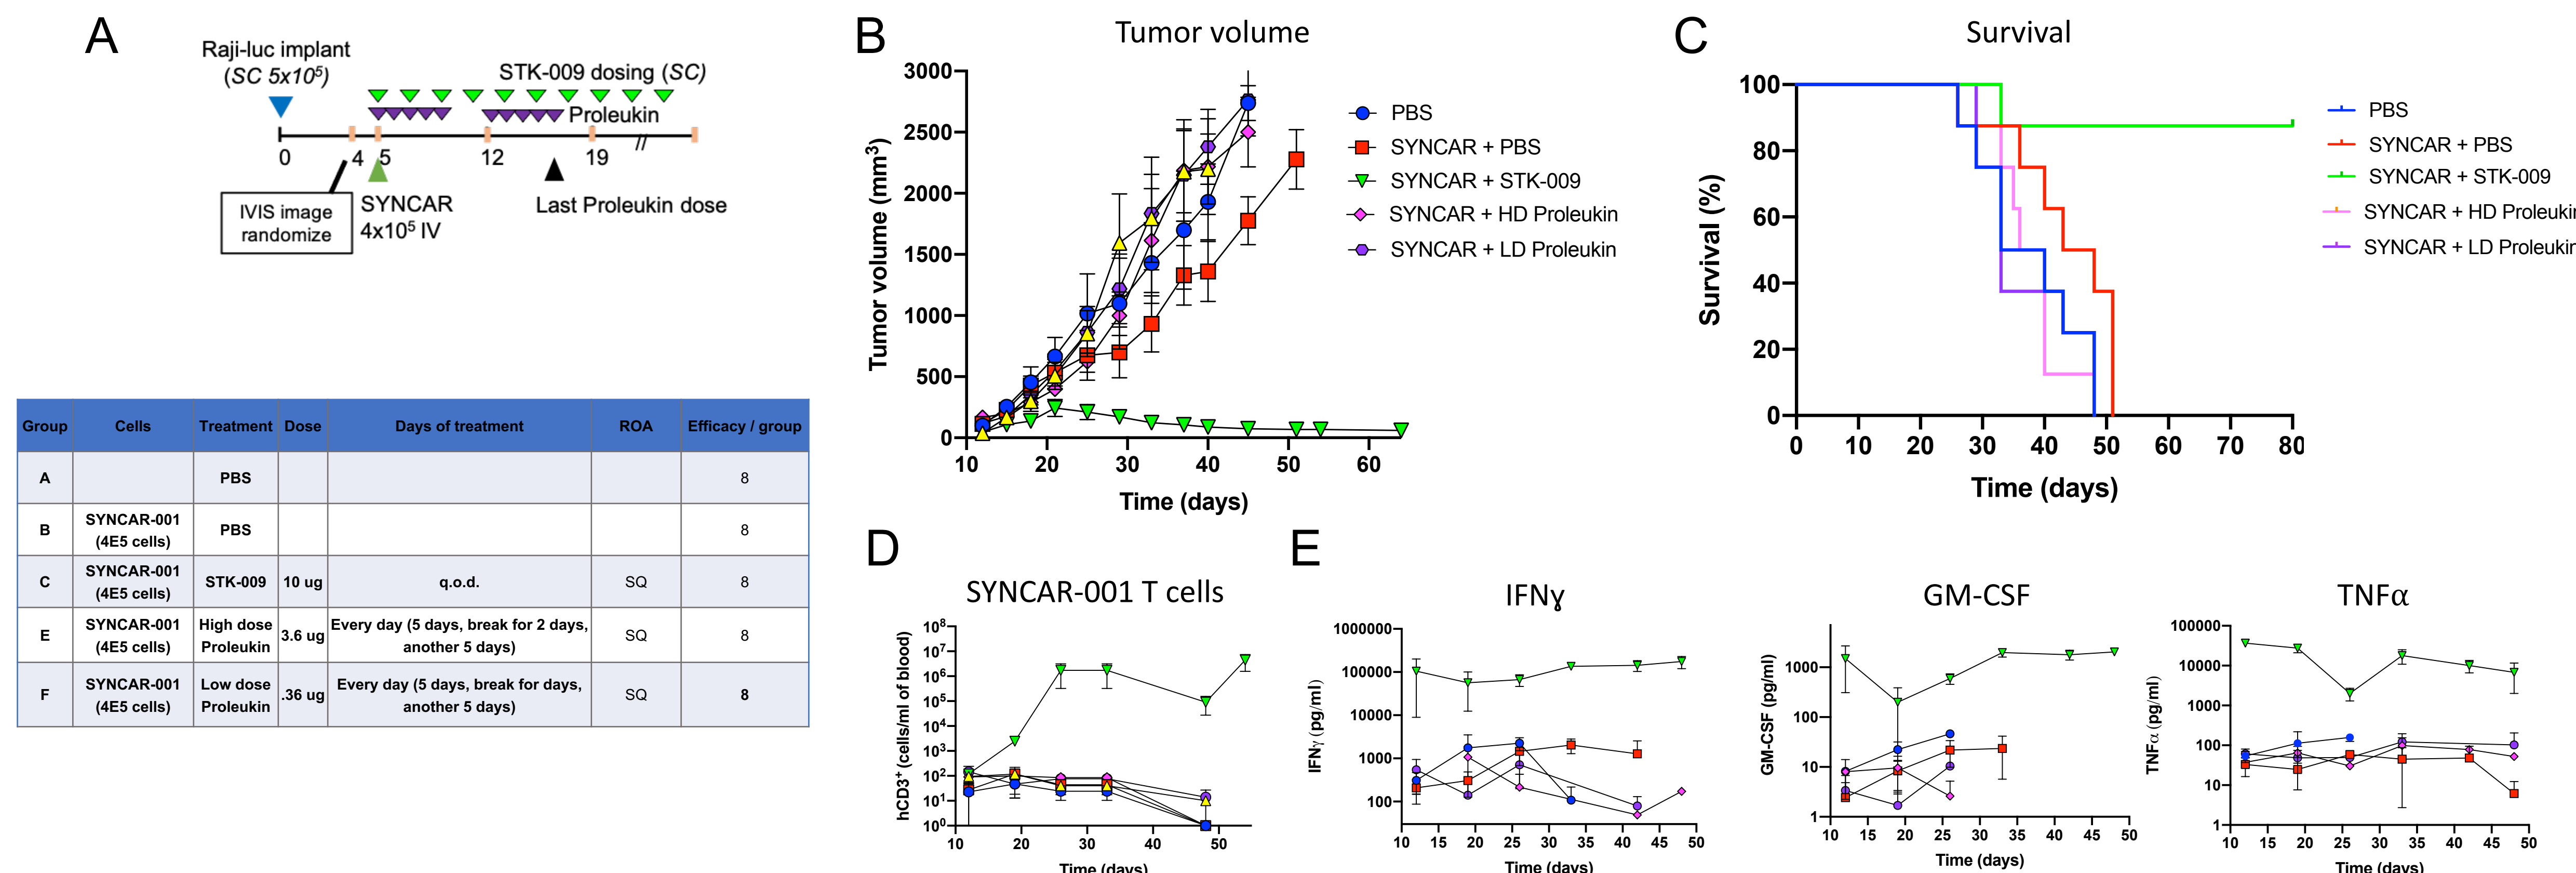 A
Raji-luc implant
(SC 5x10⁵)
STK-009 dosing (SC)
Proleukin
0 4 5 12 19 //
IVIS image
randomize
SYNCAR
4x10⁵ IV
Last Proleukin dose
Group Cells Treatment Dose Days of treatment ROA Efficacy / group
A PBS 8
B SYNCAR-001 (4E5 cells) PBS 8
C SYNCAR-001 (4E5 cells) STK-009 10 ug q.o.d. SQ 8
E SYNCAR-001 (4E5 cells) High dose Proleukin 3.6 ug Every day (5 days, break for 2 days, another 5 days) SQ 8
F SYNCAR-001 (4E5 cells) Low dose Proleukin .36 ug Every day (5 days, break for days, another 5 days) SQ 8
B
Tumor volume
Tumor volume (mm³)
3000
2500
2000
1500
1000
500
0
10 20 30 40 50 60
Time (days)
PBS
SYNCAR + PBS
SYNCAR + STK-009
SYNCAR + HD Proleukin
SYNCAR + LD Proleukin
C
Survival
Survival (%)
100
80
60
40
20
0
0 10 20 30 40 50 60 70 80
Time (days)
PBS
SYNCAR + PBS
SYNCAR + STK-009
SYNCAR + HD Proleukin
SYNCAR + LD Proleukin
D
SYNCAR-001 T cells
hCD3⁺ (cells/ml of blood)
10⁸
10⁷
10⁶
10⁵
10⁴
10³
10²
10¹
10⁰
10 20 30 40 50
Time (days)
E
IFNɣ
IFNγ (pg/ml)
1000000
100000
10000
1000
100
10 15 20 25 30 35 40 45 50
Time (days)
GM-CSF
GM-CSF (pg/ml)
1000
100
10
1
10 15 20 25 30 35 40 45 50
Time (days)
TNFα
TNFα (pg/ml)
100000
10000
1000
100
10
1
10 15 20 25 30 35 40 45 50
Time (days)